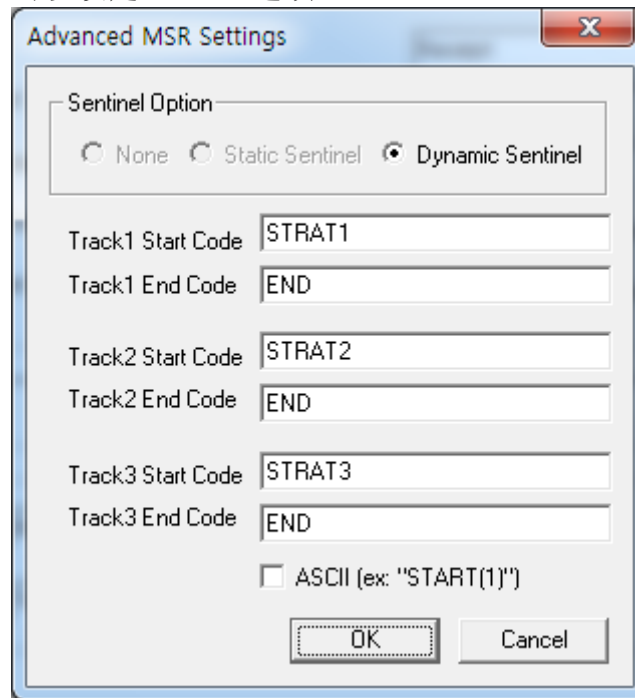 Advanced MSR Settings
Sentinel Option
None Static Sentinel Dynamic Sentinel
Track1 Start Code STRAT1
Track1 End Code END
Track2 Start Code STRAT2
Track2 End Code END
Track3 Start Code STRAT3
Track3 End Code END
ASCII (ex: "START(1)")
OK Cancel